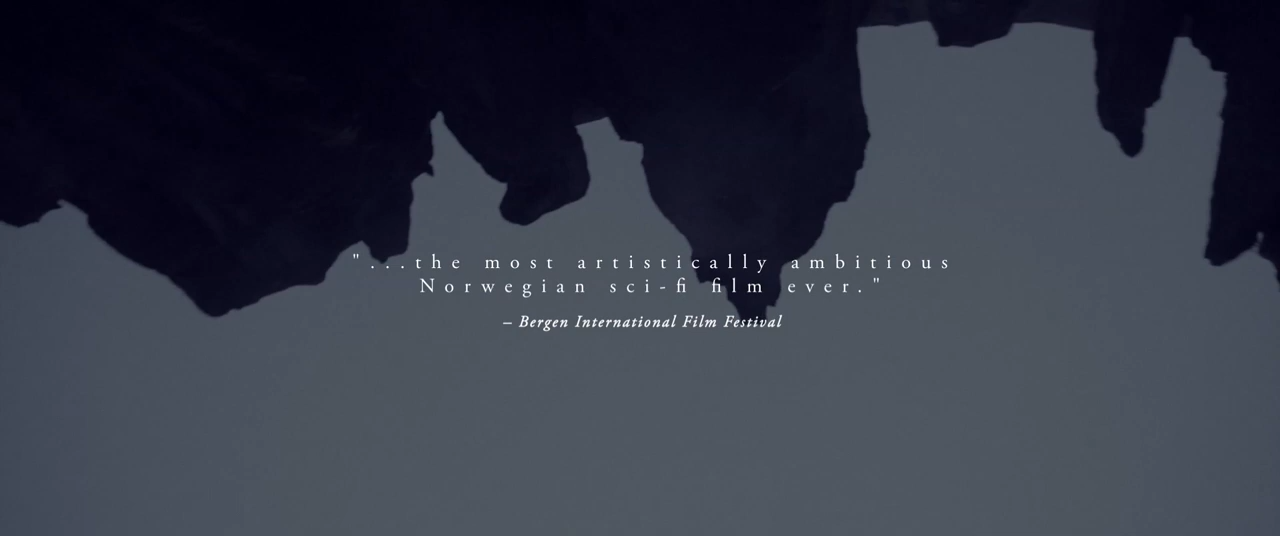 "...the most artistically ambitious
Norwegian sci-fi film ever."
– Bergen International Film Festival